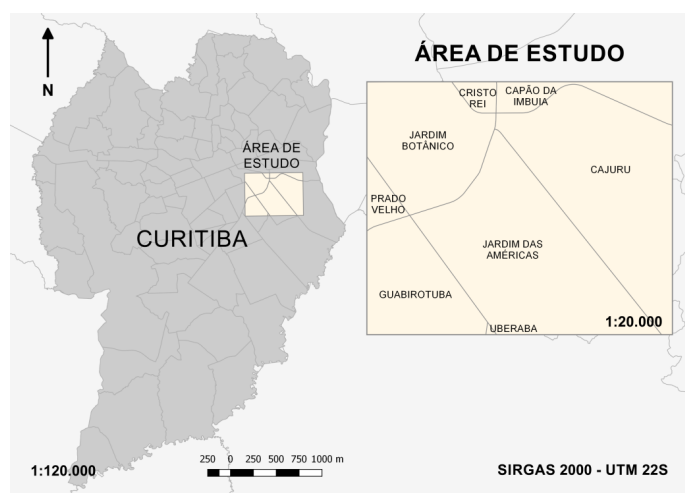 N
ÁREA DE
ESTUDO
CURITIBA
1:120.000
250 0 250 500 750 1000 m
ÁREA DE ESTUDO
CRISTO
REI
CAPÃO DA
IMBUIA
JARDIM
BOTÂNICO
CAJURU
PRADO
VELHO
JARDIM DAS
AMÉRICAS
GUABIROTUBA
UBERABA
1:20.000
SIRGAS 2000 - UTM 22S